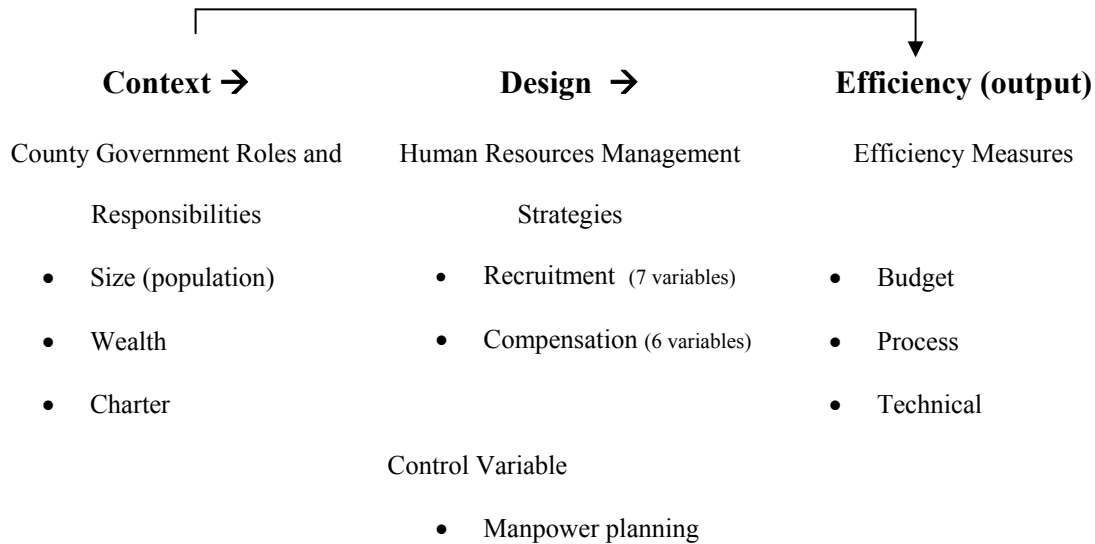 Context → Design → Efficiency (output)
County Government Roles and Human Resources Management Efficiency Measures
Responsibilities Strategies
• Size (population) • Recruitment (7 variables) • Budget
• Wealth • Compensation (6 variables) • Process
• Charter • Technical
Control Variable
• Manpower planning